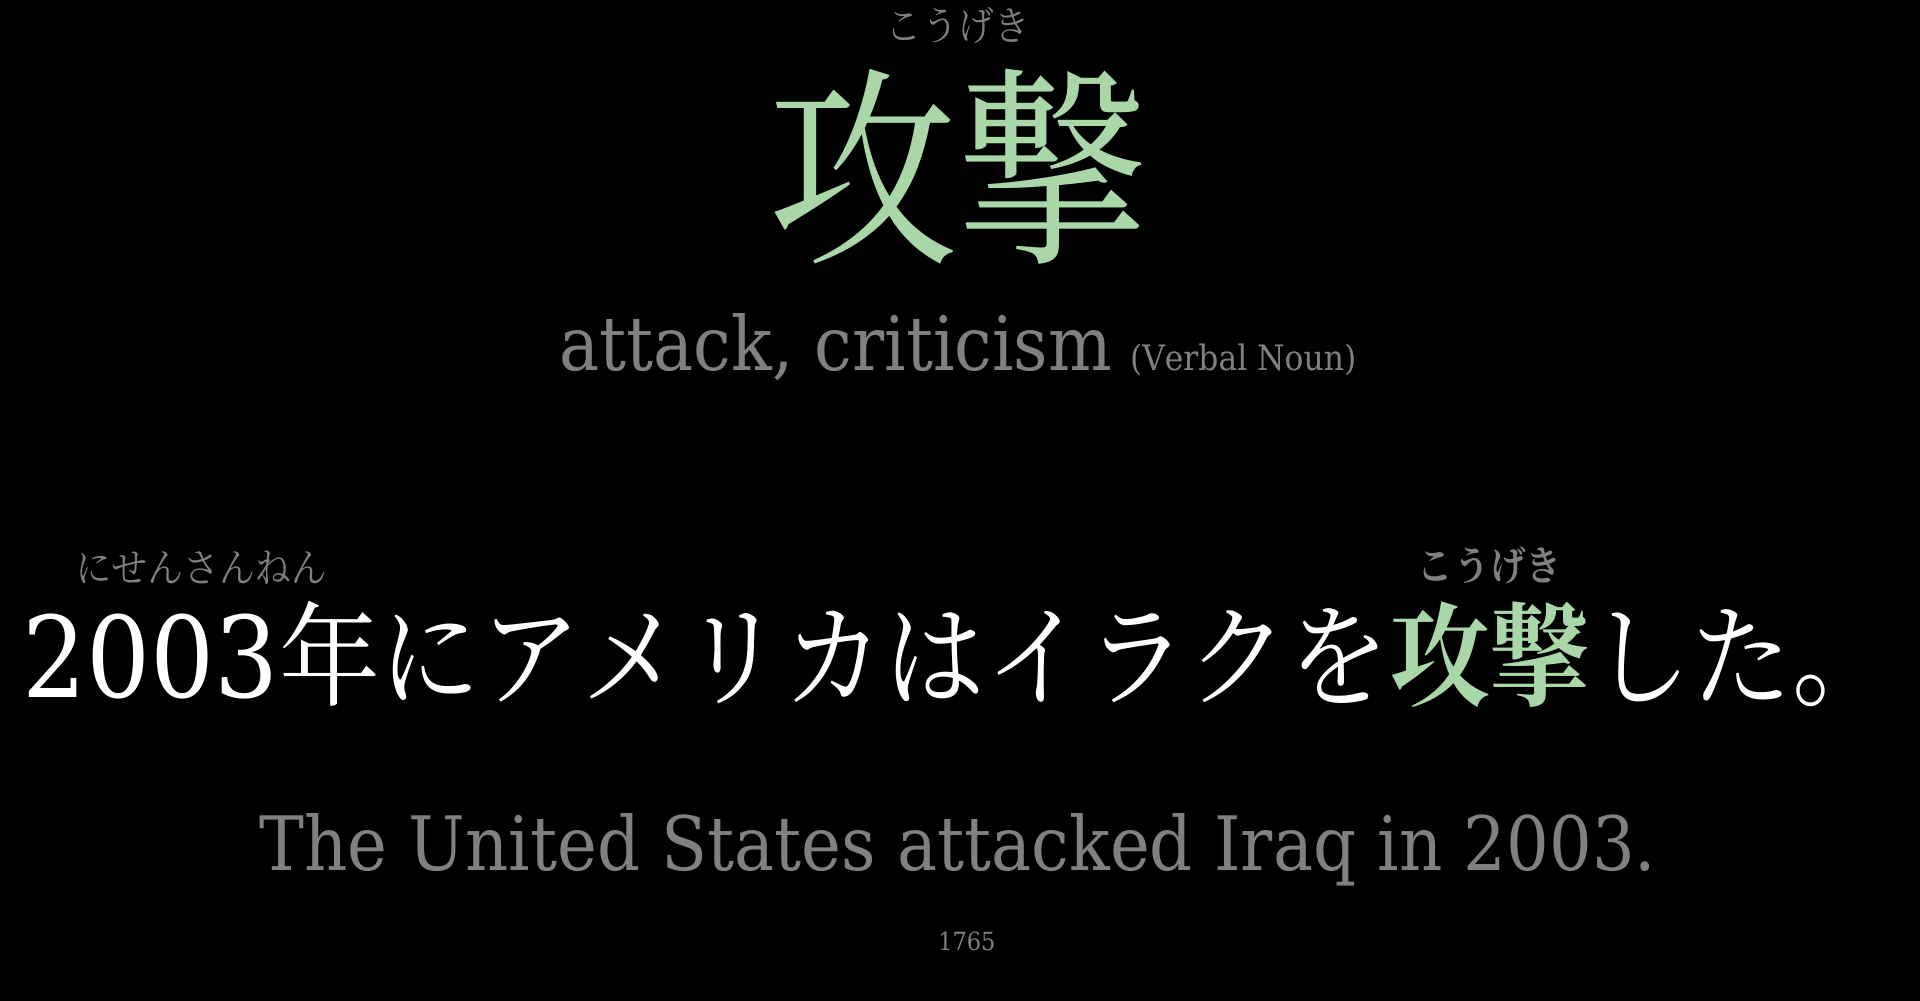 こうげき
攻撃
attack, criticism (Verbal Noun)
にせんさんねん こうげき
2003年にアメリカはイラクを攻撃した。
The United States attacked Iraq in 2003.
1765